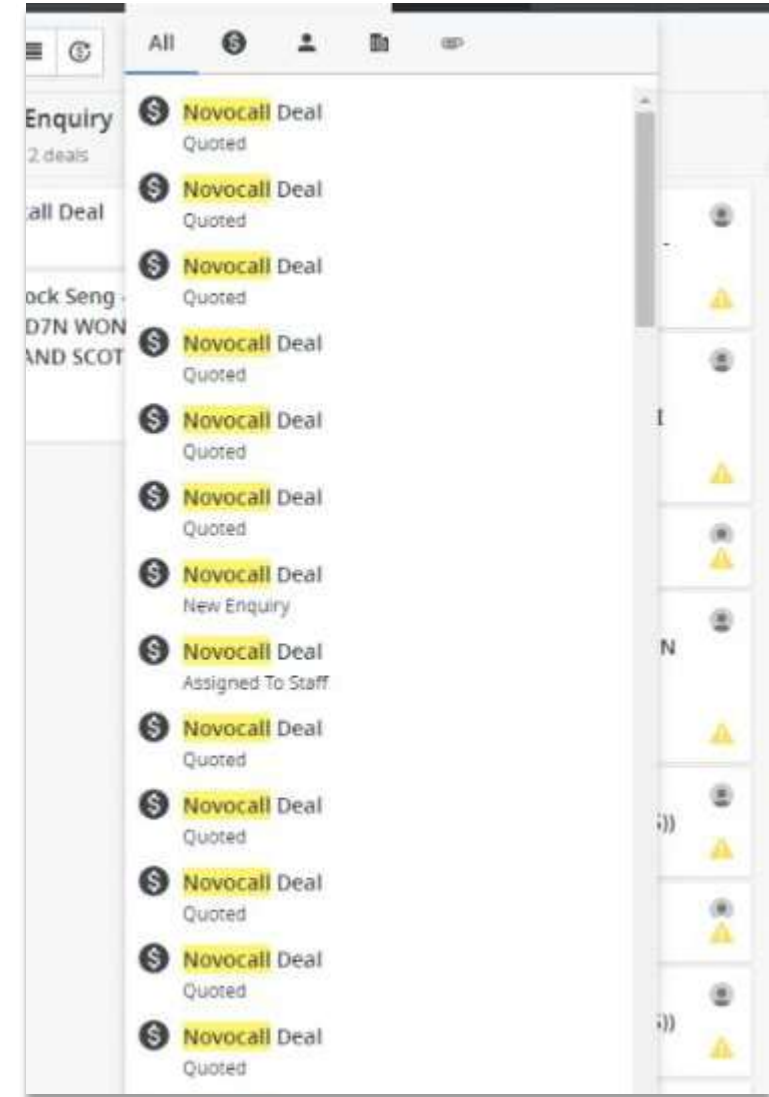 All
Enquiry
2 deals
all Deal
ock Seng -
D7N WON
AND SCOT
Novocall Deal
Quoted
Novocall Deal
Quoted
Novocall Deal
Quoted
Novocall Deal
Quoted
Novocall Deal
Quoted
Novocall Deal
Quoted
Novocall Deal
New Enquiry
Novocall Deal
Assigned To Staff
Novocall Deal
Quoted
Novocall Deal
Quoted
Novocall Deal
Quoted
Novocall Deal
Quoted
Novocall Deal
Quoted
-
I
N
))
))